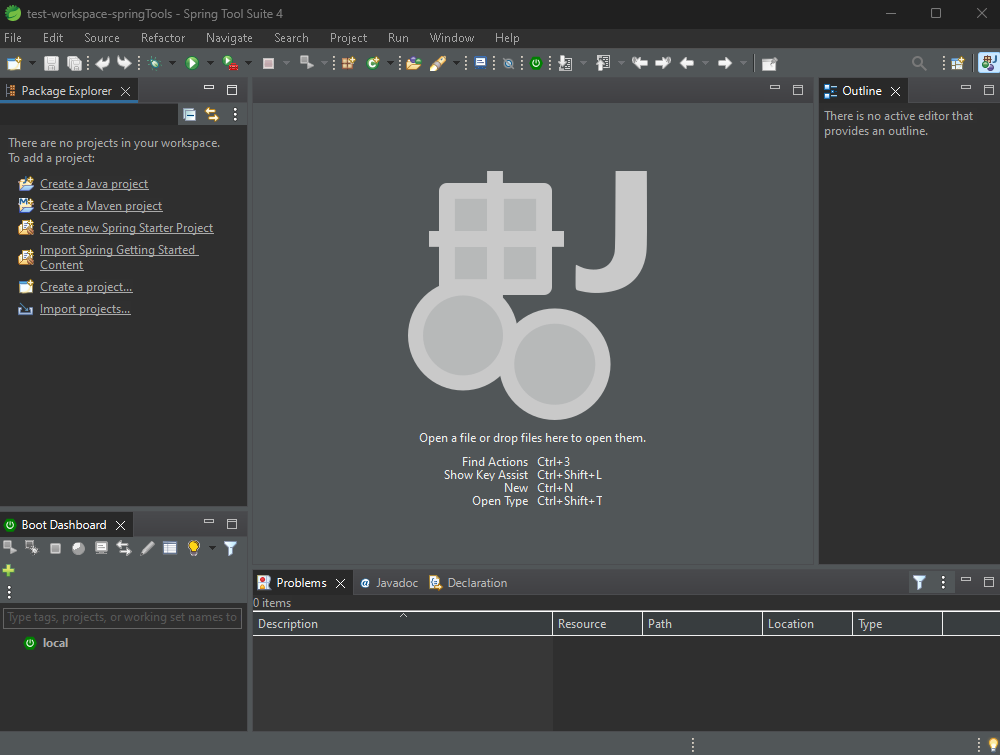 test-workspace-springTools - Spring Tool Suite 4
File Edit Source Refactor Navigate Search Project Run Window Help
Package Explorer
There are no projects in your workspace.
To add a project:
Create a Java project
Create a Maven project
Create new Spring Starter Project
Import Spring Getting Started
Content
Create a project...
Import projects...
Open a file or drop files here to open them.
Find Actions Ctrl+3
Show Key Assist Ctrl+Shift+L
New Ctrl+N
Open Type Ctrl+Shift+T
Outline
There is no active editor that
provides an outline.
Boot Dashboard
Type tags, projects, or working set names to
local
Problems Javadoc Declaration
0 items
Description Resource Path Location Type